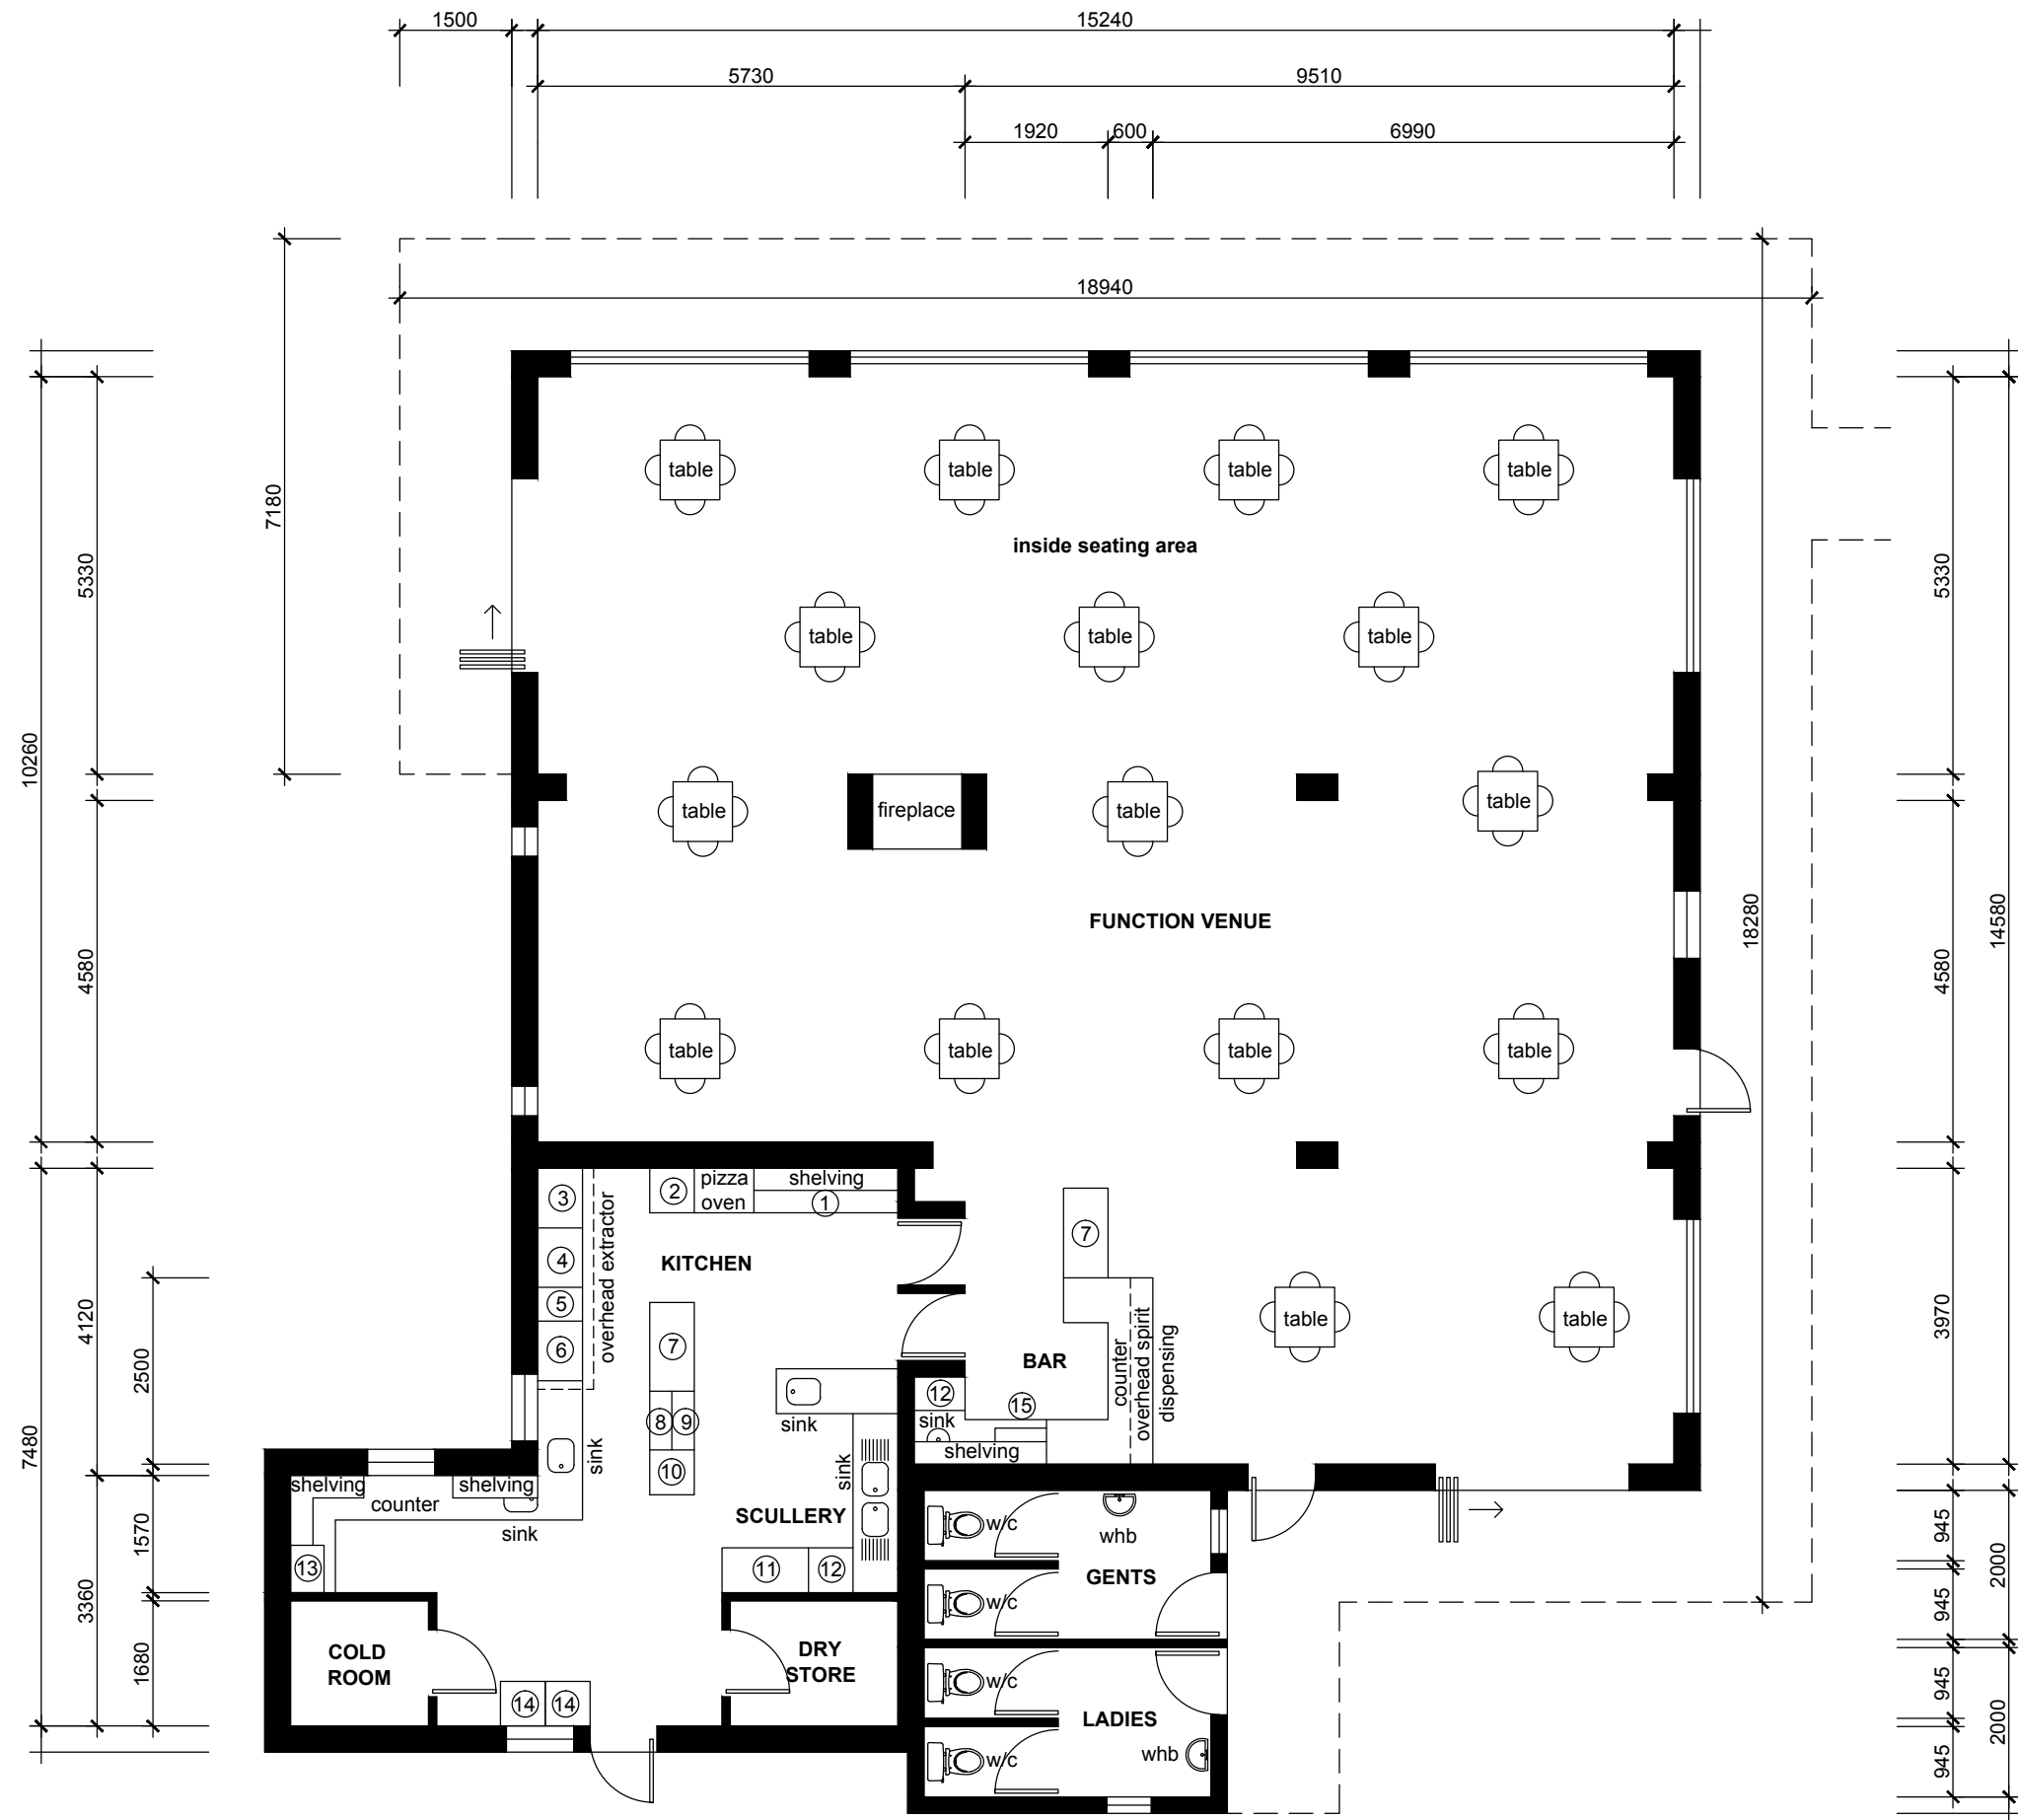 1500
15240
5730
9510
1920
600
6990
18940
7180
10260
5330
4580
4120
2500
7480
3360
1570
1680
5330
4580
18280
14580
3970
945
2000
945
945
2000
945
table
table
table
table
inside seating area
table
table
table
table
fireplace
table
table
FUNCTION VENUE
table
table
table
table
3
4
5
6
overhead extractor
2
pizza
oven
shelving
1
KITCHEN
7
8
9
10
sink
sink
sink
SCULLERY
11
12
7
BAR
counter
overhead spirit
dispensing
12
15
sink
shelving
table
table
shelving
counter
shelving
sink
13
COLD
ROOM
14
14
DRY
STORE
w/c
whb
GENTS
w/c
w/c
LADIES
w/c
whb